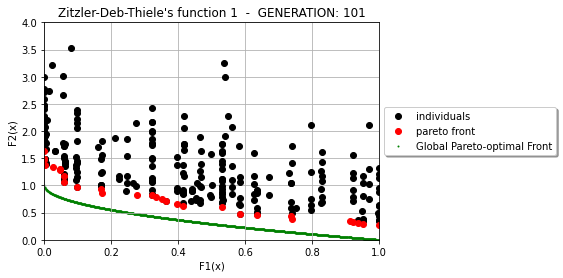 Zitzler-Deb-Thiele's function 1 - GENERATION: 101
4.0
3.5
3.0
2.5
2.0
1.5
1.0
0.5
0.0
F2(x)
0.0 0.2 0.4 0.6 0.8 1.0
F1(x)
individuals
pareto front
Global Pareto-optimal Front